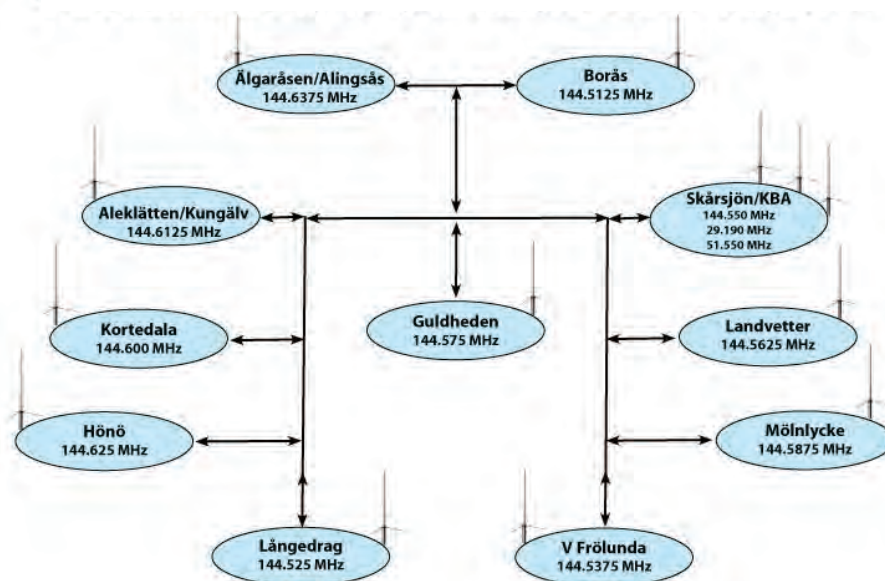 Älgaråsen/Alingsås
144.6375 MHz
Borås
144.5125 MHz
Aleklätten/Kungälv
144.6125 MHz
Skårsjön/KBA
144.550 MHz
29.190 MHz
51.550 MHz
Kortedala
144.600 MHz
Guldheden
144.575 MHz
Landvetter
144.5625 MHz
Hönö
144.625 MHz
Mölnlycke
144.5875 MHz
Långedrag
144.525 MHz
V Frölunda
144.5375 MHz